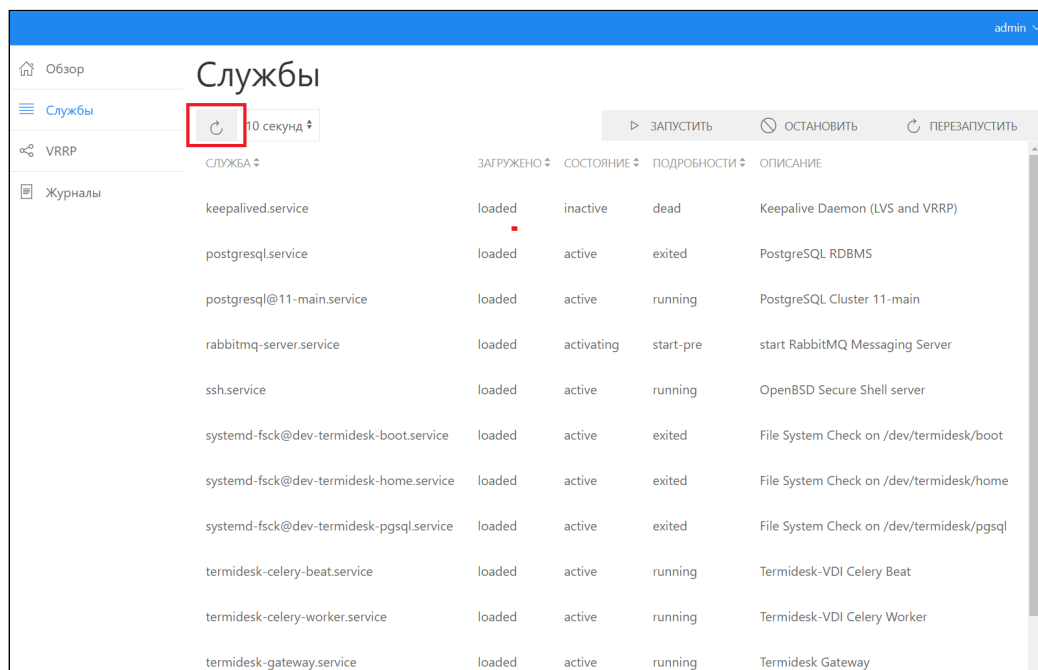 admin
Обзор
Службы
VRRP
Журналы
Службы
10 секунд
ЗАПУСТИТЬ ОСТАНОВИТЬ ПЕРЕЗАПУСТИТЬ
СЛУЖБА ЗАГРУЖЕНО СОСТОЯНИЕ ПОДРОБНОСТИ ОПИСАНИЕ
keepalived.service loaded inactive dead Keepalive Daemon (LVS and VRRP)
postgresql.service loaded active exited PostgreSQL RDBMS
postgresql@11-main.service loaded active running PostgreSQL Cluster 11-main
rabbitmq-server.service loaded activating start-pre start RabbitMQ Messaging Server
ssh.service loaded active running OpenBSD Secure Shell server
systemd-fsck@dev-termidesk-boot.service loaded active exited File System Check on /dev/termidesk/boot
systemd-fsck@dev-termidesk-home.service loaded active exited File System Check on /dev/termidesk/home
systemd-fsck@dev-termidesk-pgsql.service loaded active exited File System Check on /dev/termidesk/pgsql
termidesk-celery-beat.service loaded active running Termidesk-VDI Celery Beat
termidesk-celery-worker.service loaded active running Termidesk-VDI Celery Worker
termidesk-gateway.service loaded active running Termidesk Gateway